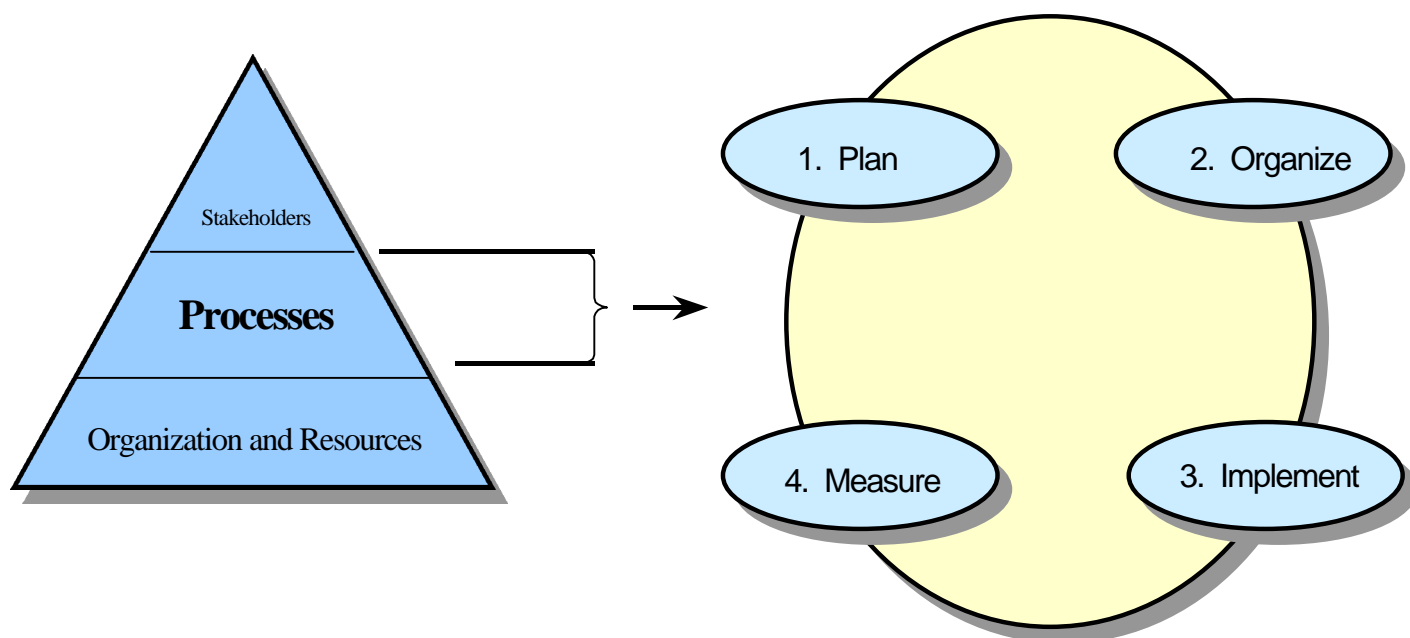 Stakeholders
Processes
Organization and Resources
1. Plan
2. Organize
4. Measure
3. Implement